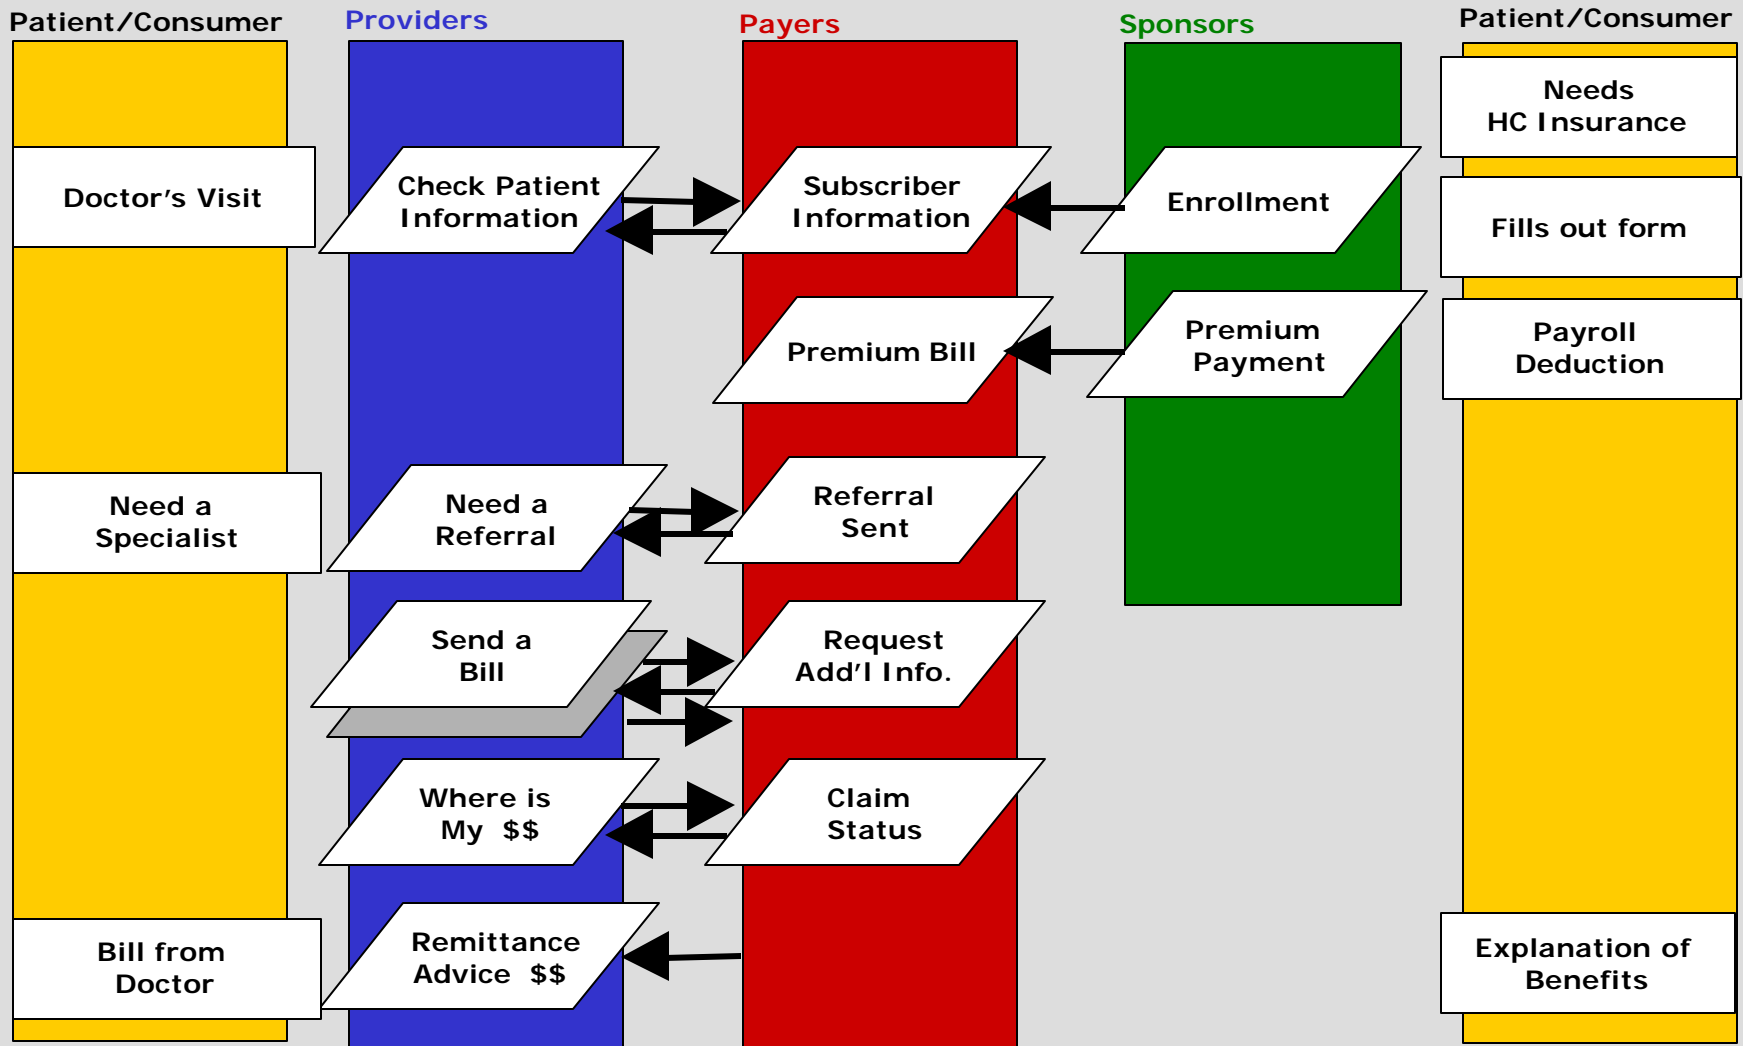 Patient/Consumer
Providers
Payers
Sponsors
Patient/Consumer
Needs
HC Insurance
Doctor's Visit
Check Patient
Information
Subscriber
Information
Enrollment
Fills out form
Premium Bill
Premium
Payment
Payroll
Deduction
Need a
Specialist
Need a
Referral
Referral
Sent
Send a
Bill
Request
Add'l Info.
Where is
My $$
Claim
Status
Bill from
Doctor
Remittance
Advice $$
Explanation of
Benefits